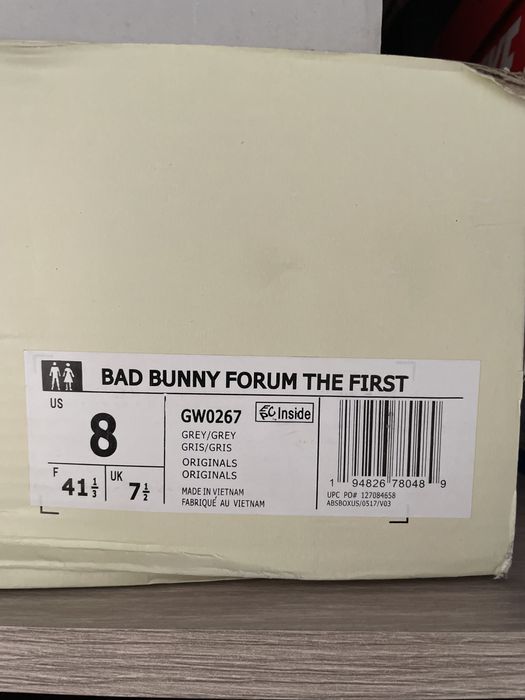 BAD BUNNY FORUM THE FIRST
US
8
F
41⅓
UK
7½
GW0267
Inside
GREY/GREY
GRIS/GRIS
ORIGINALS
ORIGINALS
MADE IN VIETNAM
FABRIQUÉ AU VIETNAM
1 94826 78048 9
UPC PO# 127084658
ABSBOXUS/0517/V03